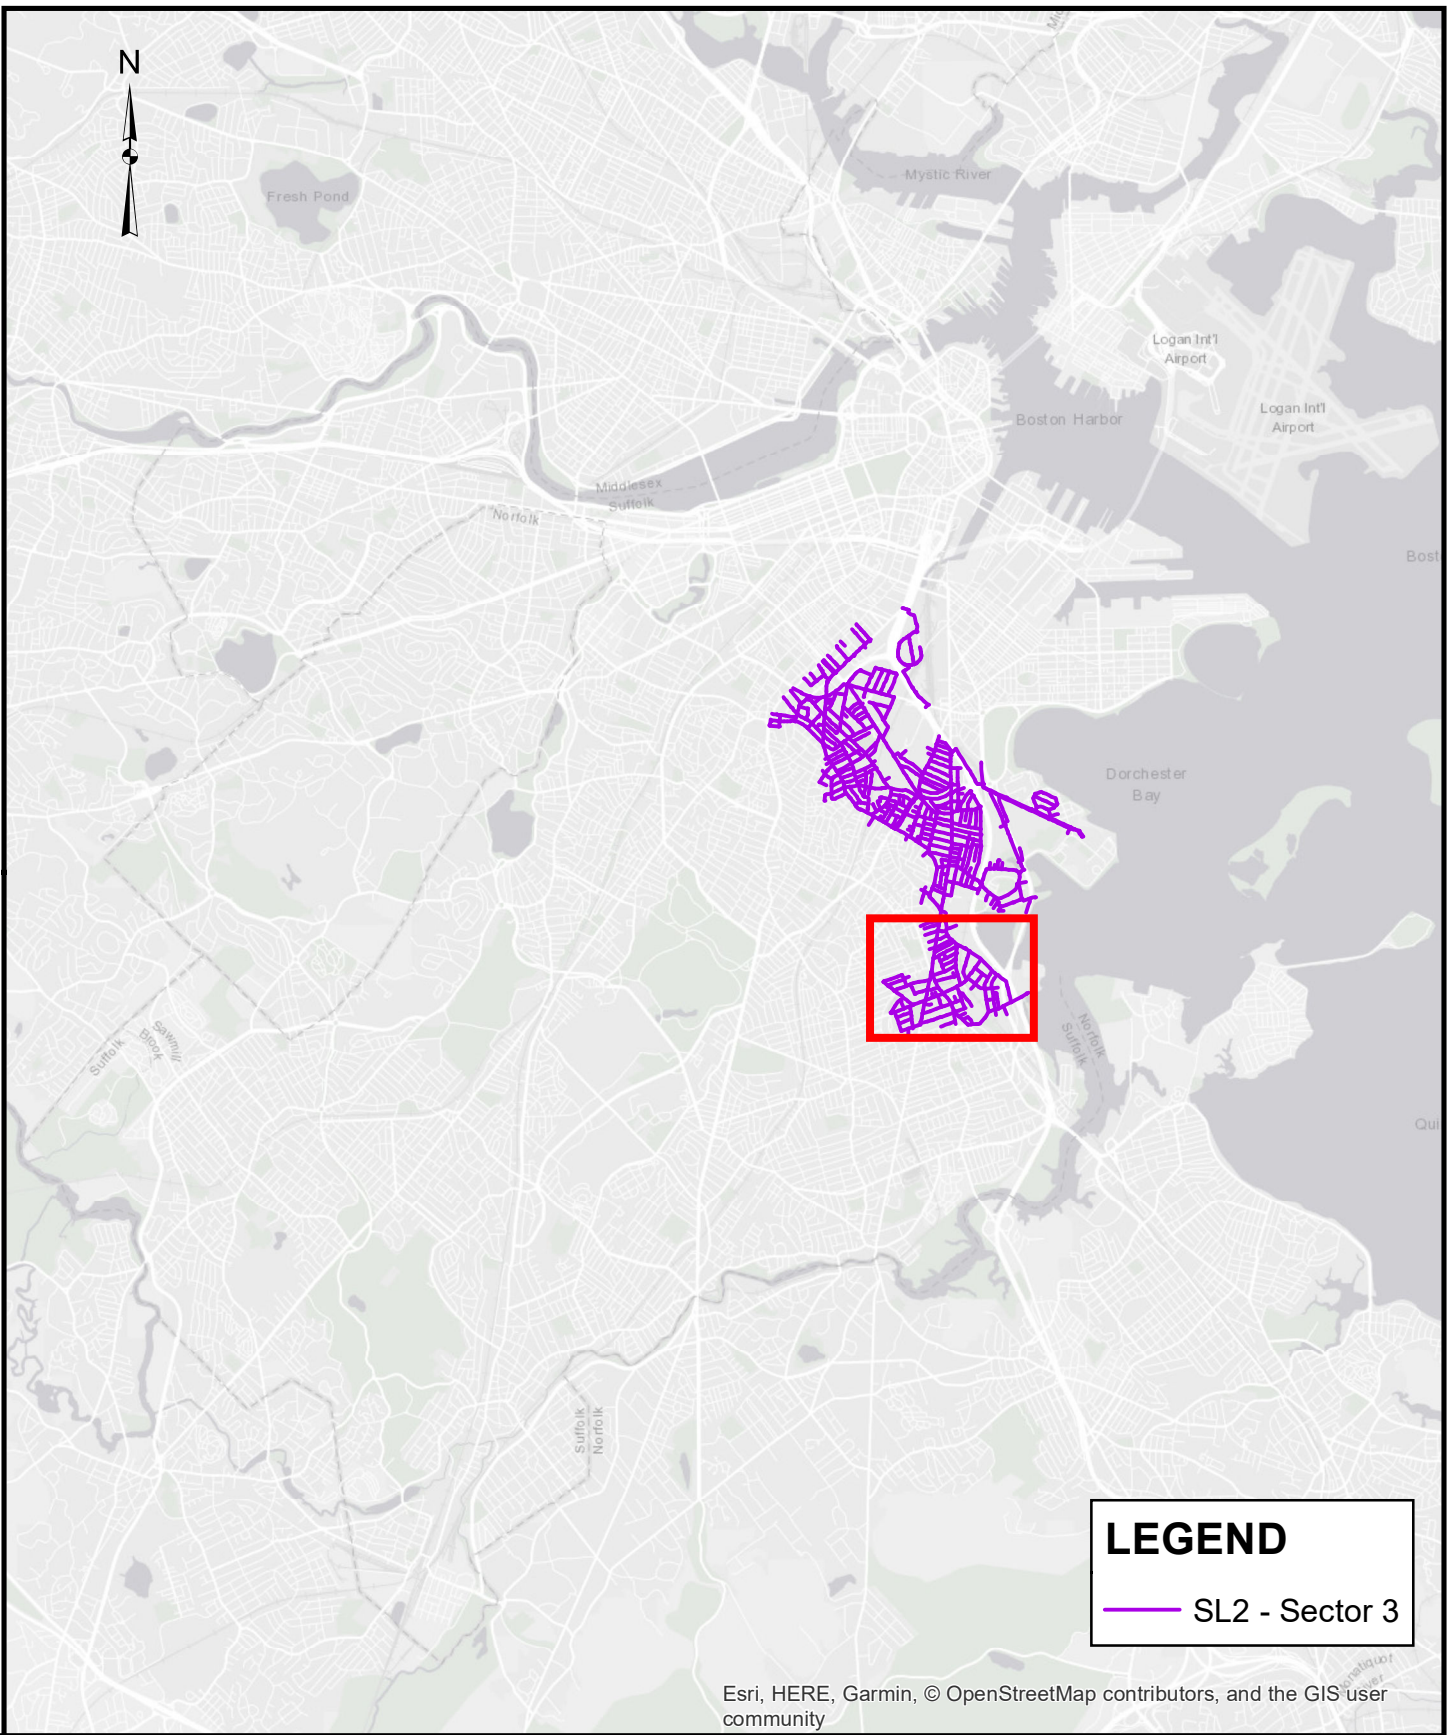 N
Mystic River
Fresh Pond
Logan Int'l
Airport
Logan Int'l
Airport
Boston Harbor
Middlesex
Suffolk
Norfolk
Bost
Dorchester
Bay
Sawmill
Brook
Suffolk
Norfolk
Suffolk
Qui
Suffolk
Norfolk
LEGEND
SL2 - Sector 3
Esri, HERE, Garmin, © OpenStreetMap contributors, and the GIS user
community